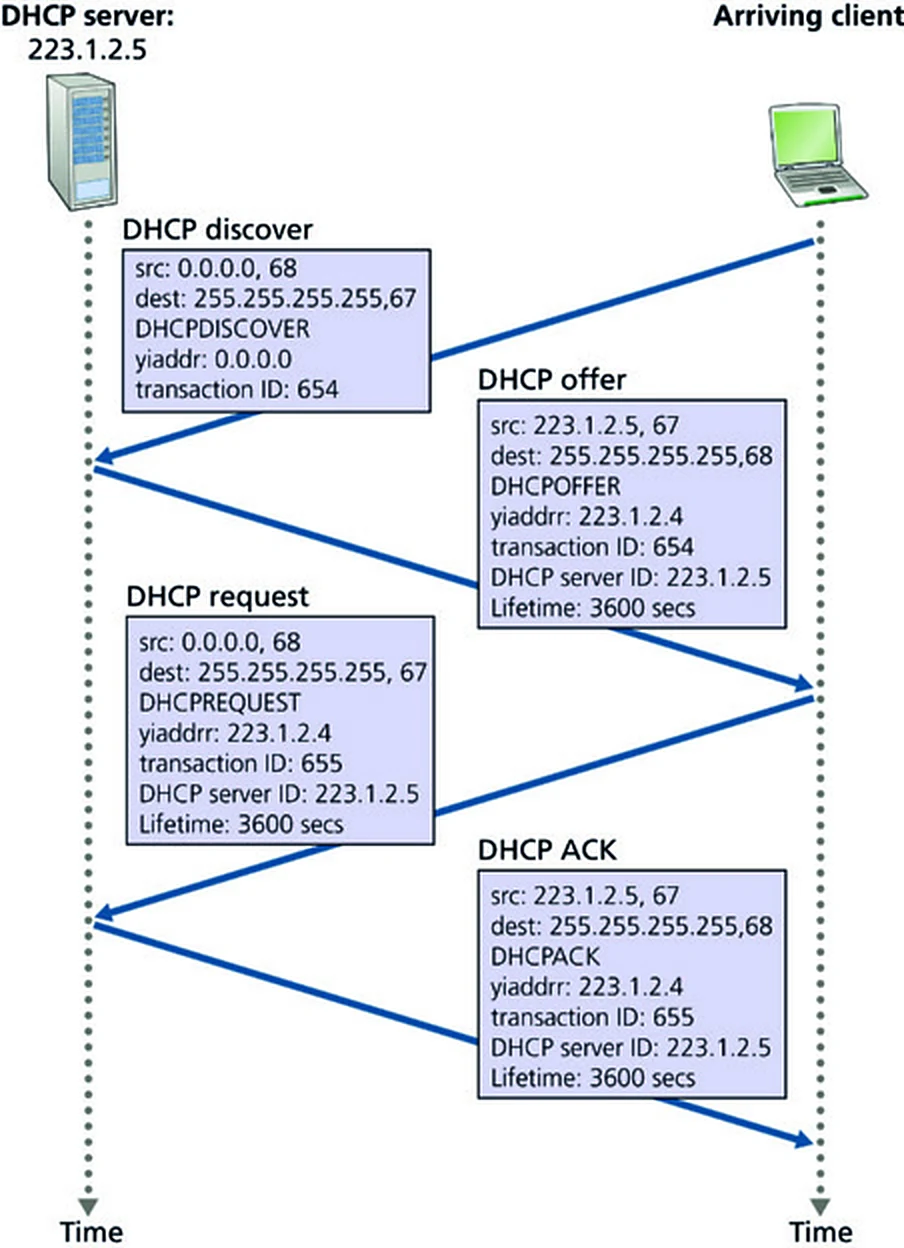 DHCP server:
223.1.2.5
Arriving client
DHCP discover
src: 0.0.0.0, 68
dest: 255.255.255.255,67
DHCPDISCOVER
yiaddr: 0.0.0.0
transaction ID: 654
DHCP offer
src: 223.1.2.5, 67
dest: 255.255.255.255,68
DHCPOFFER
yiaddrr: 223.1.2.4
transaction ID: 654
DHCP server ID: 223.1.2.5
Lifetime: 3600 secs
DHCP request
src: 0.0.0.0, 68
dest: 255.255.255.255, 67
DHCPREQUEST
yiaddrr: 223.1.2.4
transaction ID: 655
DHCP server ID: 223.1.2.5
Lifetime: 3600 secs
DHCP ACK
src: 223.1.2.5, 67
dest: 255.255.255.255,68
DHCPACK
yiaddrr: 223.1.2.4
transaction ID: 655
DHCP server ID: 223.1.2.5
Lifetime: 3600 secs
Time
Time